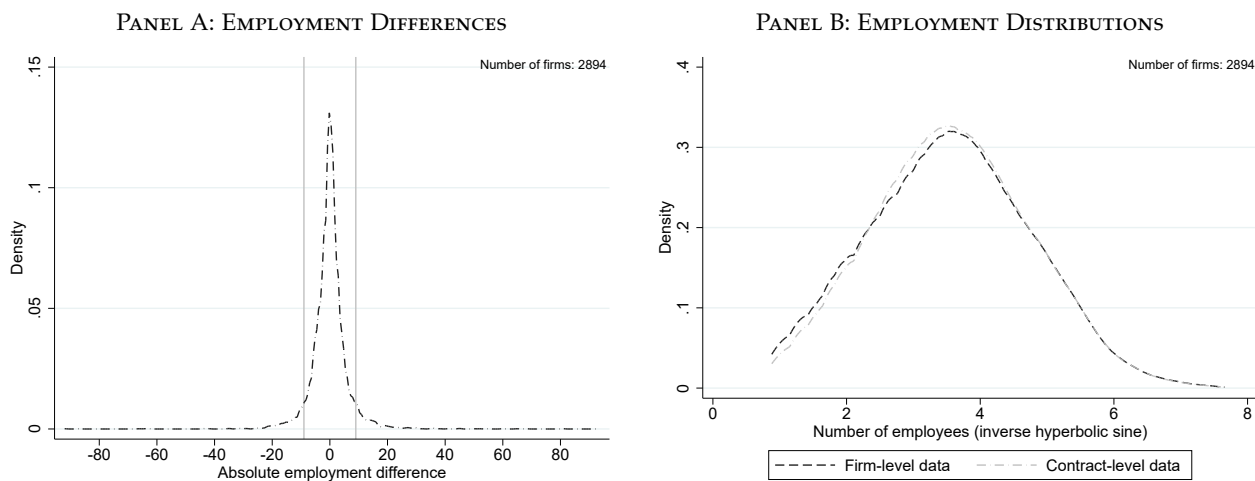 PANEL A: EMPLOYMENT DIFFERENCES
Number of firms: 2894
Density
.15
.1
.05
0
-80 -60 -40 -20 0 20 40 60 80
Absolute employment difference
PANEL B: EMPLOYMENT DISTRIBUTIONS
Number of firms: 2894
Density
.4
.3
.2
.1
0
0 2 4 6 8
Number of employees (inverse hyperbolic sine)
Firm-level data Contract-level data